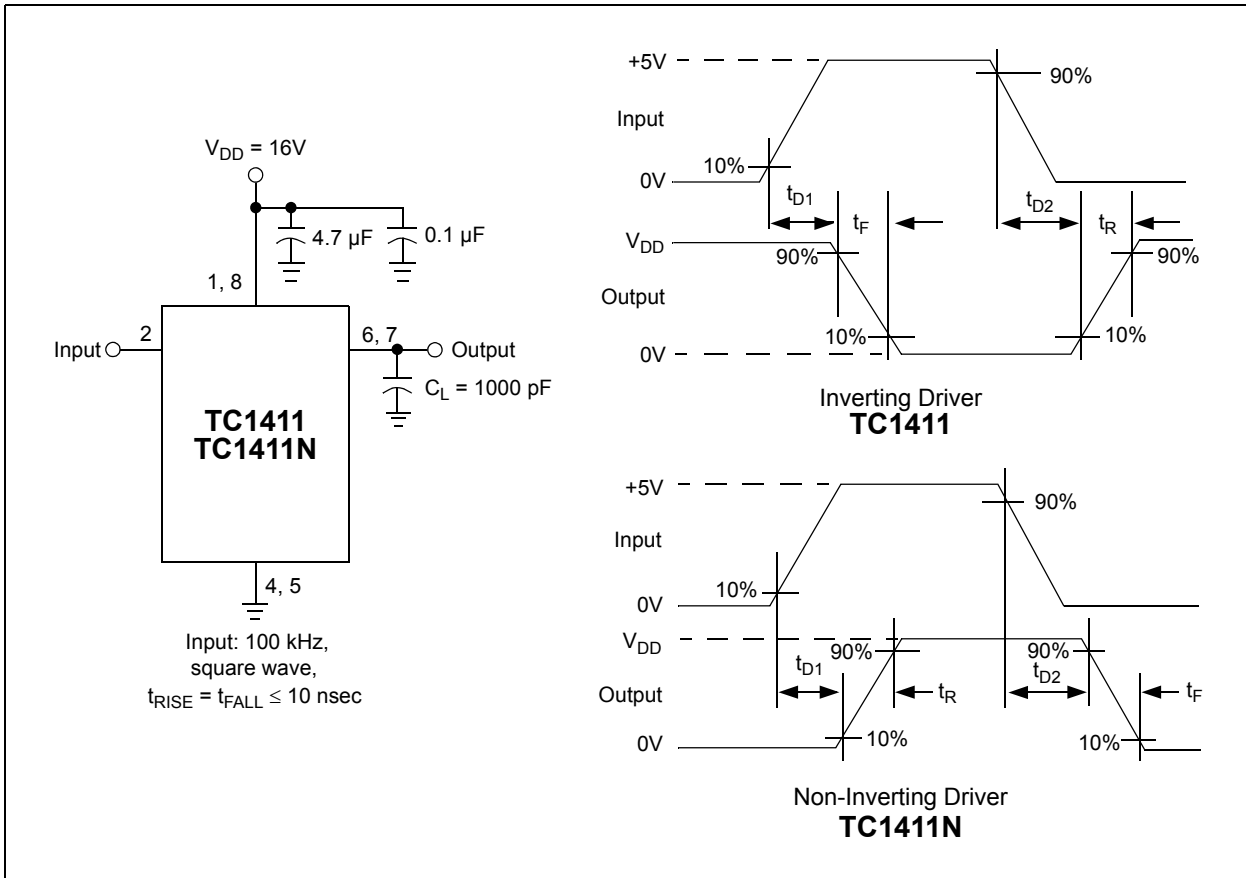 V_DD = 16V
4.7 µF
0.1 µF
1, 8
Input
2
6, 7
Output
C_L = 1000 pF
TC1411
TC1411N
4, 5
Input: 100 kHz,
square wave,
t_RISE = t_FALL ≤ 10 nsec
+5V
90%
Input
10%
0V
t_D1
t_F
t_D2
t_R
V_DD
90%
90%
Output
10%
10%
0V
Inverting Driver
TC1411
+5V
90%
Input
10%
0V
V_DD
t_D1
90%
90%
t_D2
Output
t_R
t_F
0V
10%
10%
Non-Inverting Driver
TC1411N